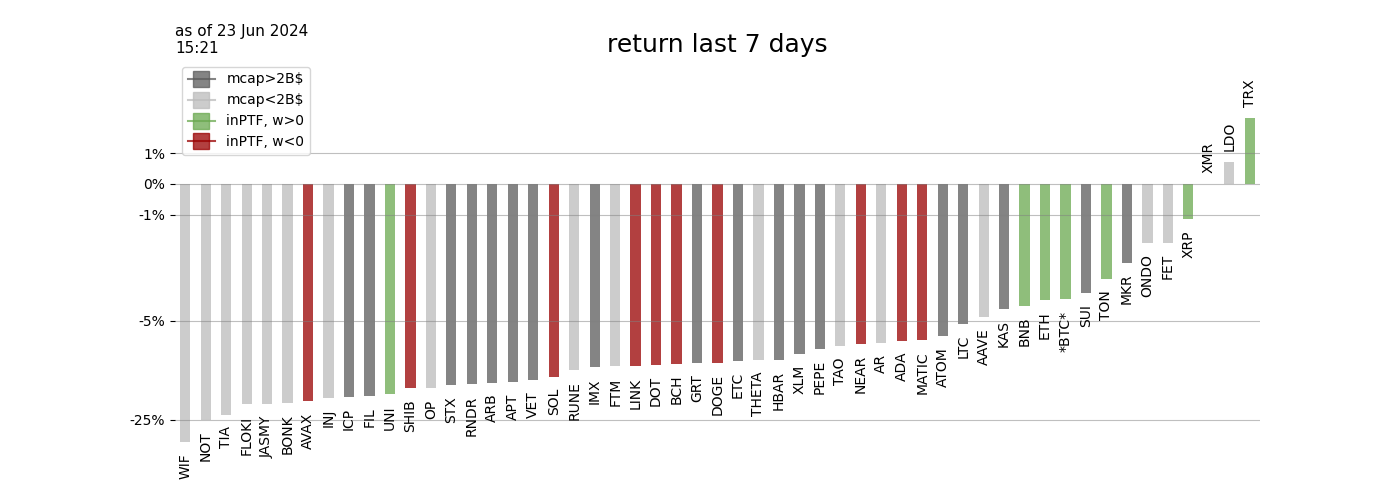 as of 23 Jun 2024
15:21
return last 7 days
mcap>2B$
mcap<2B$
inPTF, w>0
inPTF, w<0
1%
0%
-1%
-5%
-25%
WIF
NOT
TIA
FLOKI
JASMY
BONK
AVAX
INJ
ICP
FIL
UNI
SHIB
OP
STX
RNDR
ARB
APT
VET
SOL
RUNE
IMX
FTM
LINK
DOT
BCH
GRT
DOGE
ETC
THETA
HBAR
XLM
PEPE
TAO
NEAR
AR
ADA
MATIC
ATOM
LTC
AAVE
KAS
BNB
ETH
*BTC*
SUI
TON
MKR
ONDO
FET
XRP
XMR
LDO
TRX